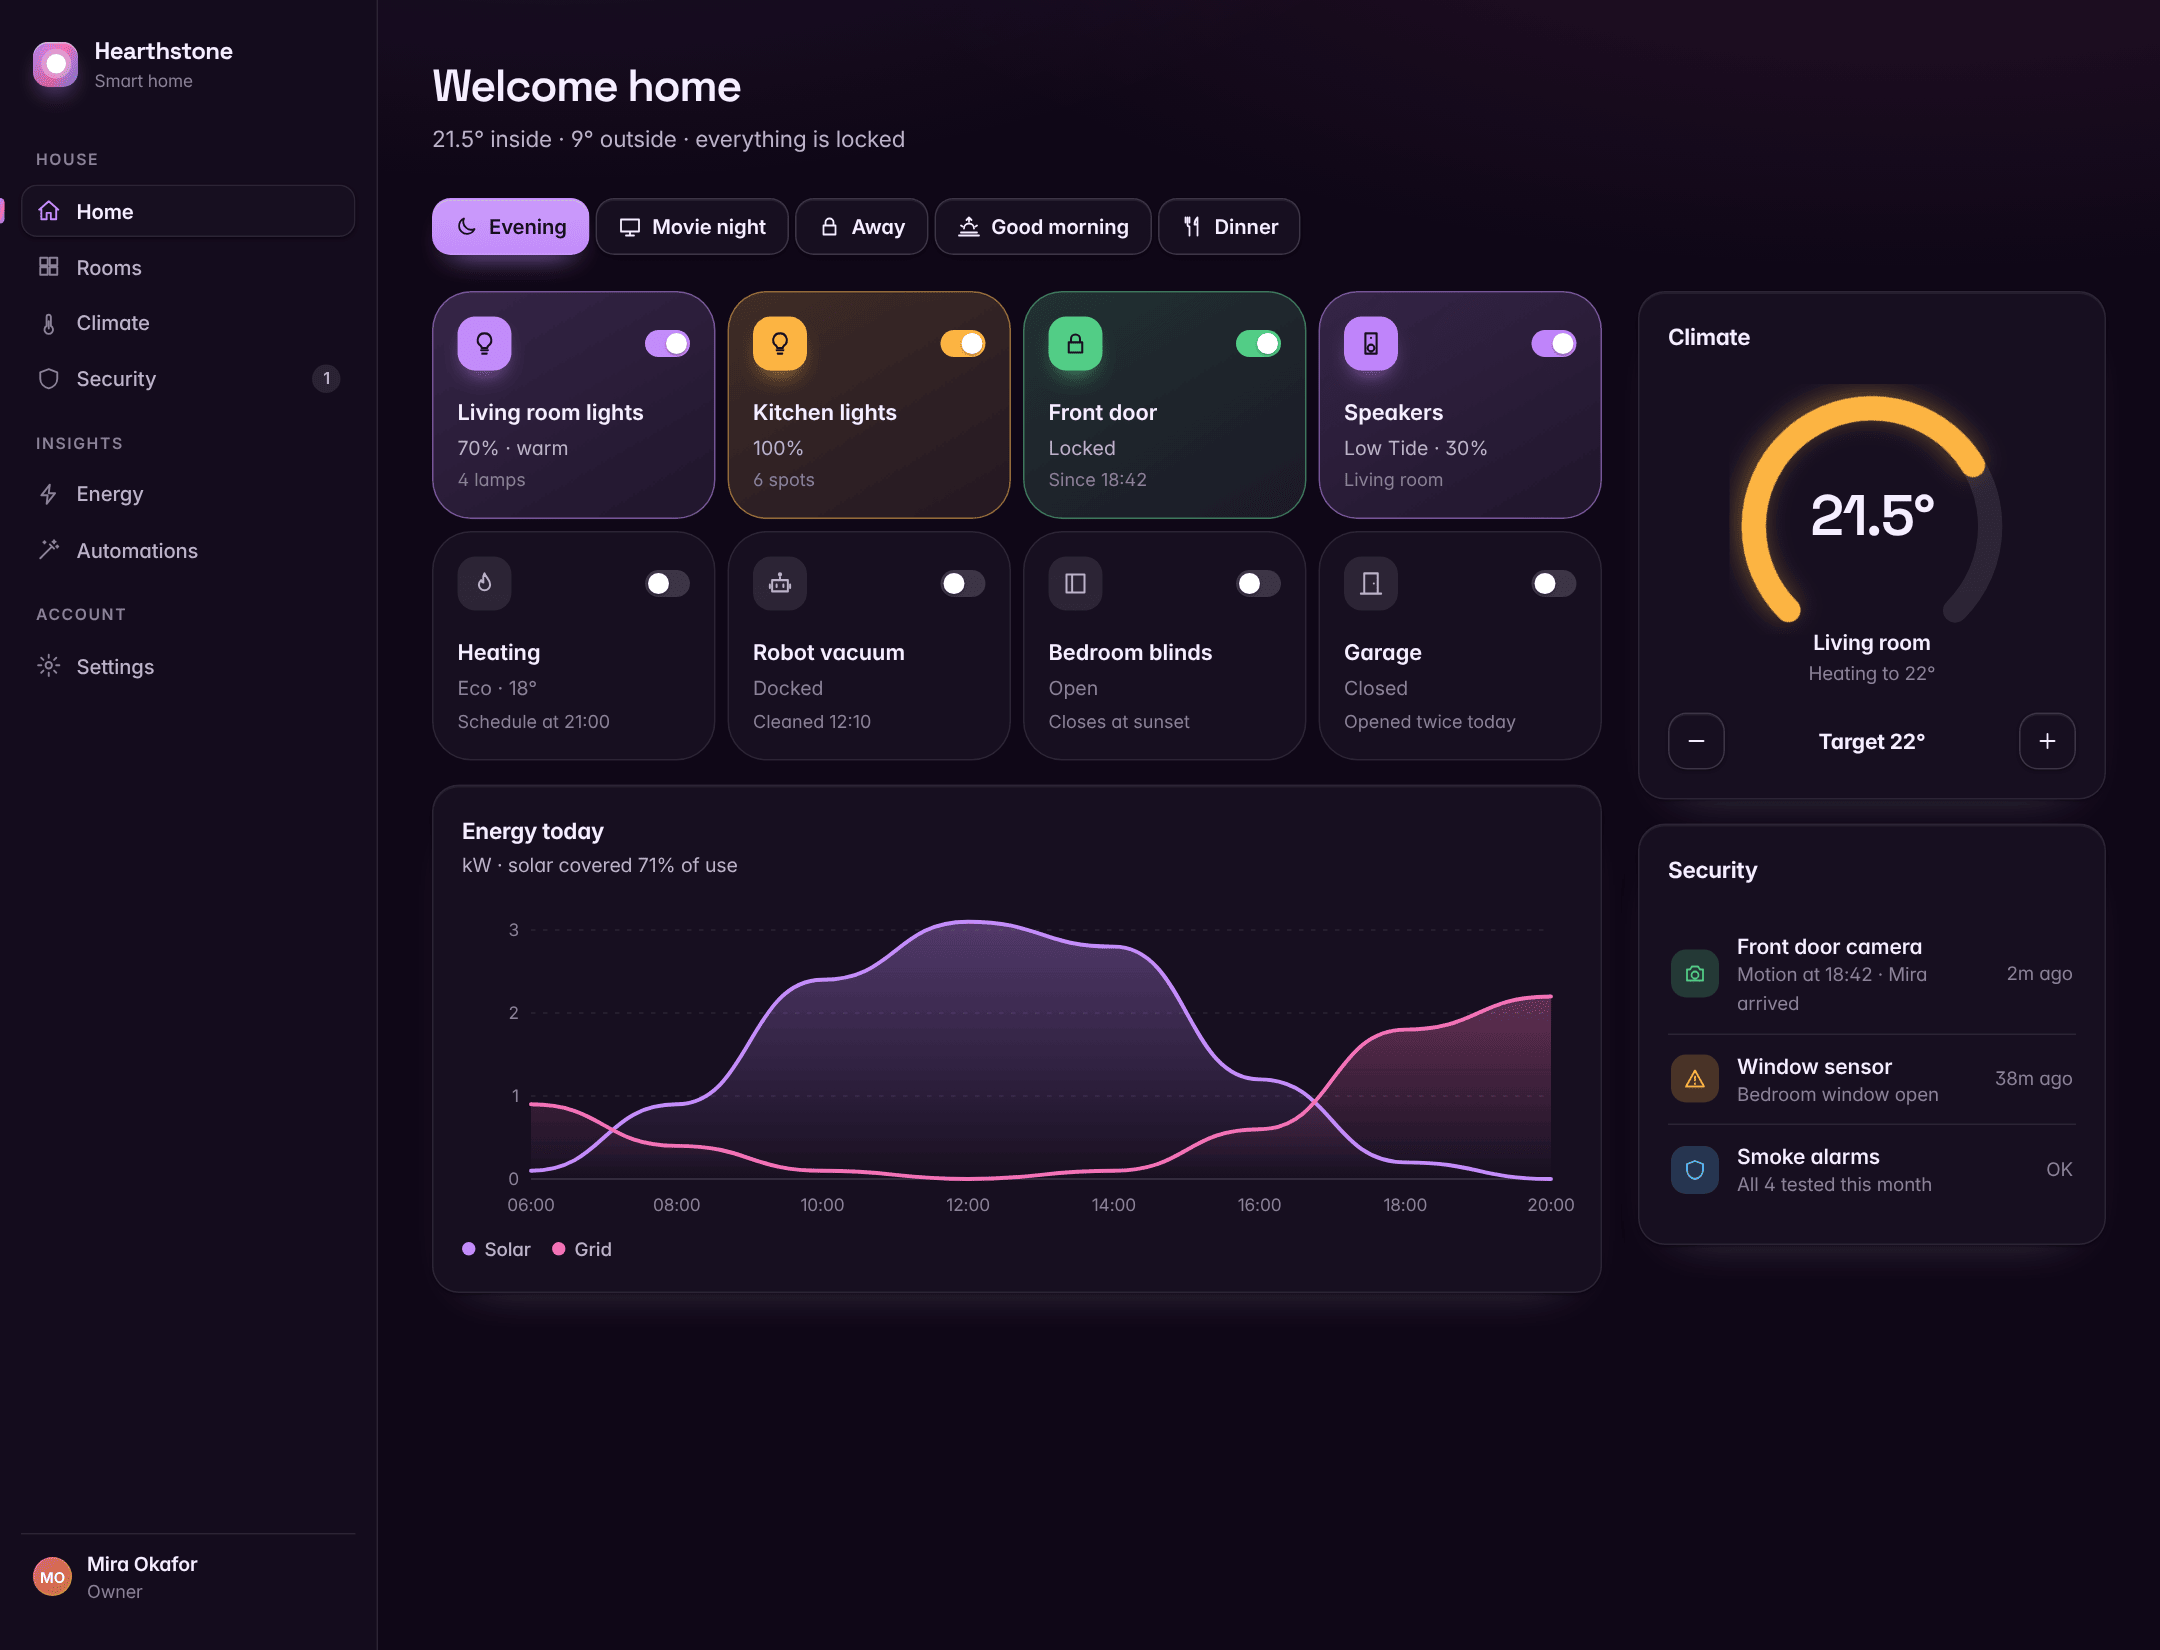 Hearthstone
Smart home
HOUSE
Home
Rooms
Climate
Security
1
INSIGHTS
Energy
Automations
ACCOUNT
Settings
MO
Mira Okafor
Owner
Welcome home
21.5° inside · 9° outside · everything is locked
Evening
Movie night
Away
Good morning
Dinner
Living room lights
70% · warm
4 lamps
Kitchen lights
100%
6 spots
Front door
Locked
Since 18:42
Speakers
Low Tide · 30%
Living room
Heating
Eco · 18°
Schedule at 21:00
Robot vacuum
Docked
Cleaned 12:10
Bedroom blinds
Open
Closes at sunset
Garage
Closed
Opened twice today
Energy today
kW · solar covered 71% of use
3
2
1
0
06:00 08:00 10:00 12:00 14:00 16:00 18:00 20:00
Solar
Grid
Climate
21.5°
Living room
Heating to 22°
Target 22°
Security
Front door camera
Motion at 18:42 · Mira
arrived
2m ago
Window sensor
Bedroom window open
38m ago
Smoke alarms
All 4 tested this month
OK